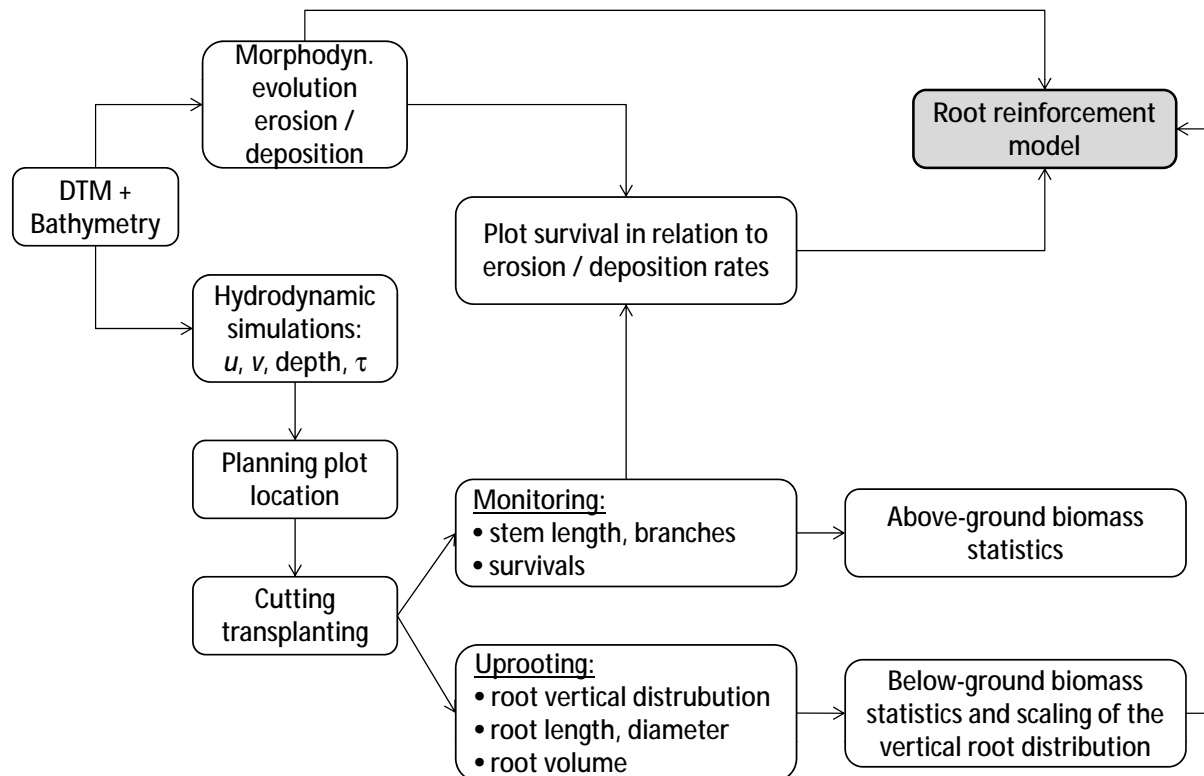 Morphodyn.
evolution
erosion /
deposition
Root reinforcement
model
DTM +
Bathymetry
Plot survival in relation to
erosion / deposition rates
Hydrodynamic
simulations:
u, v, depth, τ
Planning plot
location
Cutting
transplanting
Monitoring:
• stem length, branches
• survivals
Above-ground biomass
statistics
Uprooting:
• root vertical distrubution
• root length, diameter
• root volume
Below-ground biomass
statistics and scaling of the
vertical root distribution